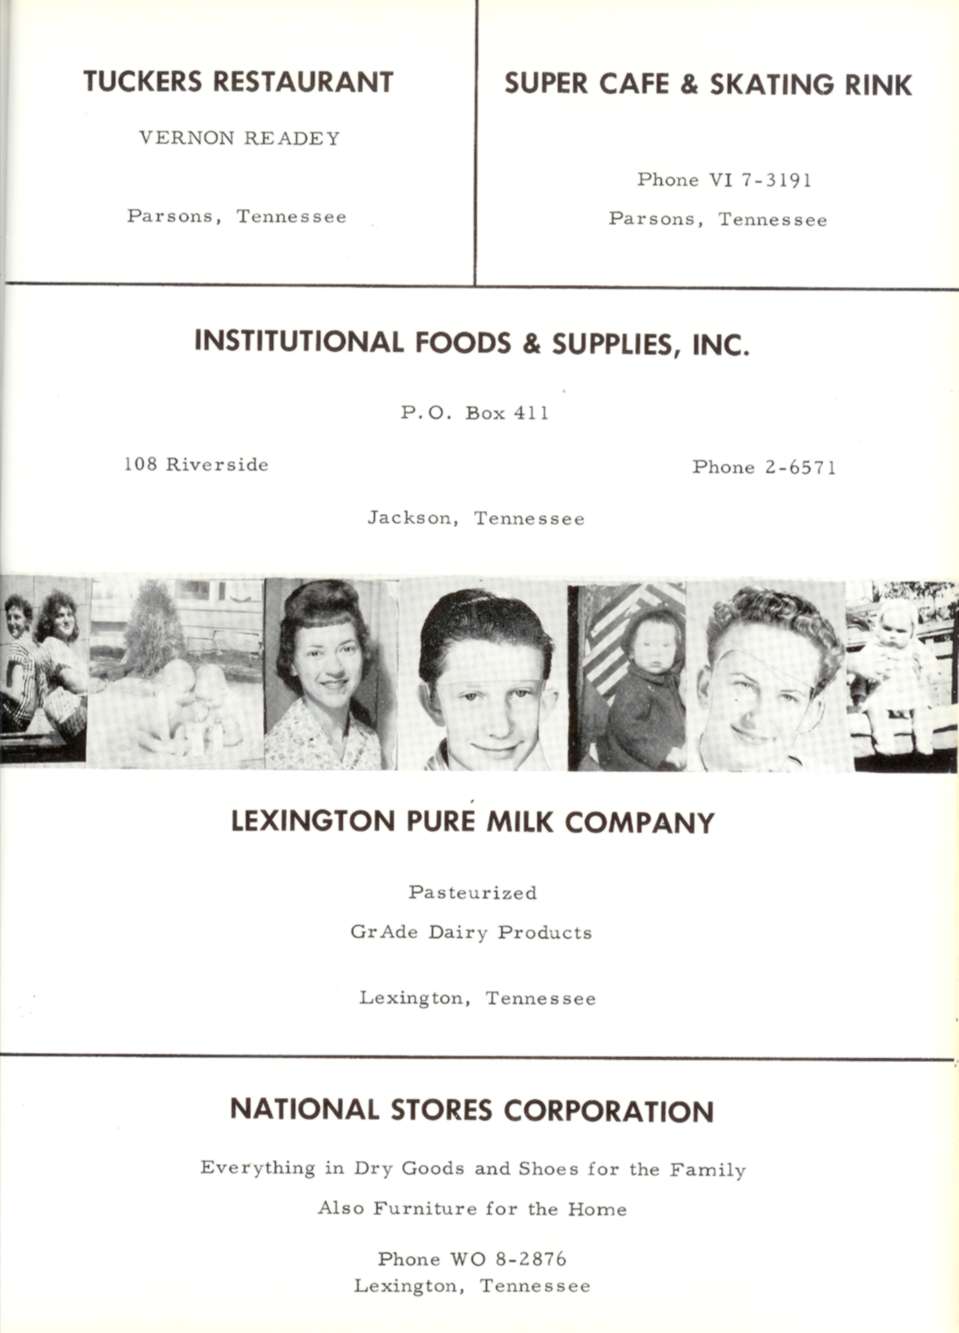 TUCKERS RESTAURANT
VERNON READEY
Parsons, Tennessee
SUPER CAFE & SKATING RINK
Phone VI 7-3191
Parsons, Tennessee
INSTITUTIONAL FOODS & SUPPLIES, INC.
P.O. Box 411
108 Riverside
Phone 2-6571
Jackson, Tennessee
LEXINGTON PURE MILK COMPANY
Pasteurized
GrAde Dairy Products
Lexington, Tennessee
NATIONAL STORES CORPORATION
Everything in Dry Goods and Shoes for the Family
Also Furniture for the Home
Phone WO 8-2876
Lexington, Tennessee